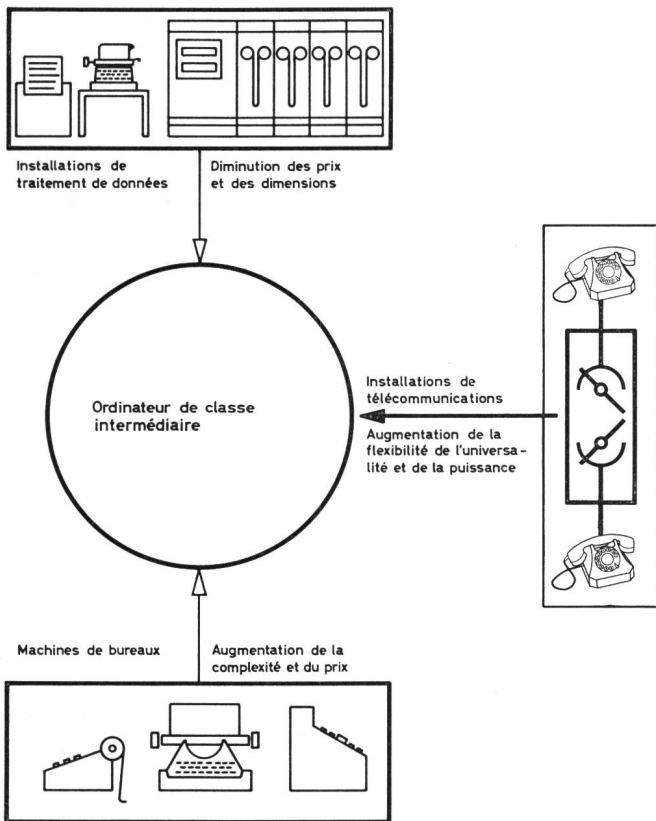 Installations de
traitement de données
Diminution des prix
et des dimensions
Ordinateur de classe
intermédiaire
Installations de
télécommunications
Augmentation de la
flexibilité de l'universa-
lité et de la puissance
Machines de bureaux
Augmentation de la
complexité et du prix